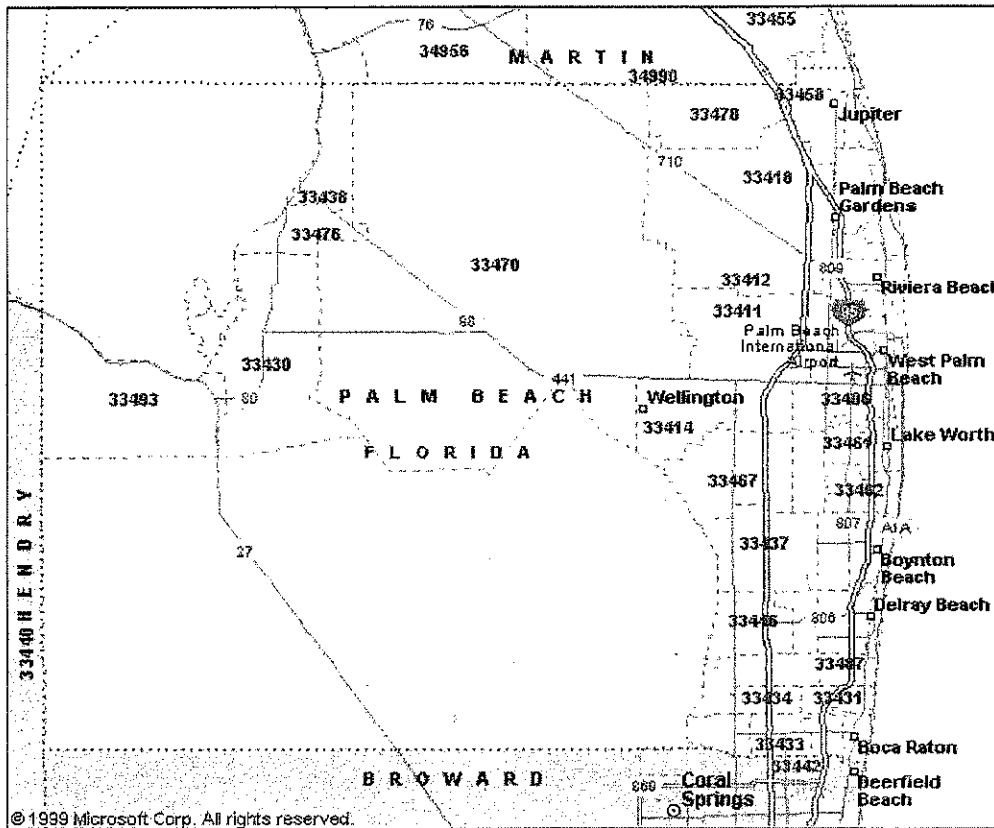 76
33455
34956
MARTIN
34990
33458
33478
Jupiter
710
33418
33438
Palm Beach
Gardens
33476
33470
809
33412
Riviera Beach
33411
98
1
Palm Beach
International
Airport
West Palm
Beach
33430
441
33493
80
PALM BEACH
Wellington
33406
33414
FLORIDA
33461
Lake Worth
33467
33462
807
A1A
HENDRY
33437
27
Boynton
Beach
Delray Beach
33440
33446
806
33487
33434
33431
33433
Boca Raton
33442
BROWARD
869
Coral
Springs
Deerfield
Beach
© 1999 Microsoft Corp. All rights reserved.